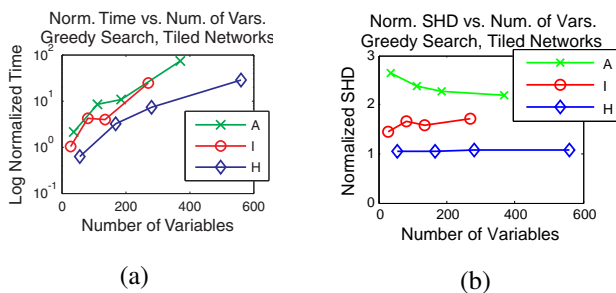 Norm. Time vs. Num. of Vars.
Greedy Search, Tiled Networks
(a)
Log Normalized Time
10^2
10^1
10^0
10^-1
0
200
400
600
Number of Variables
A
I
H
(a)
Norm. SHD vs. Num. of Vars.
Greedy Search, Tiled Networks
(b)
Normalized SHD
3
2
1
0
0
200
400
600
Number of Variables
A
I
H
(b)